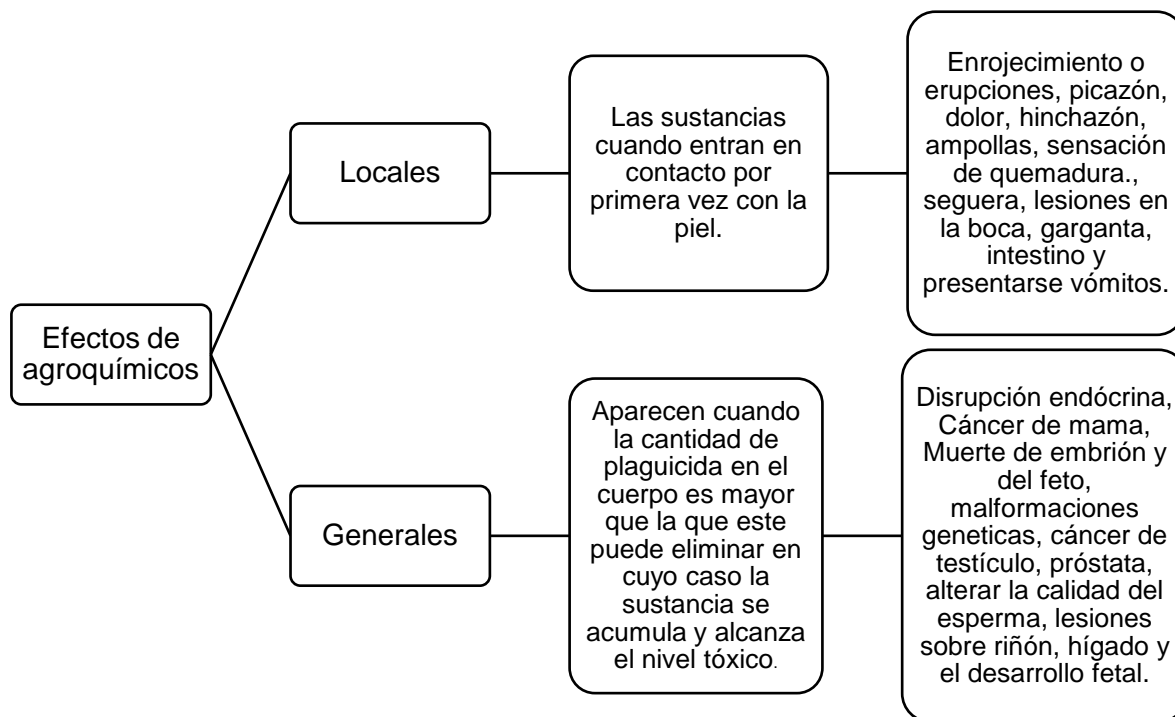 Efectos de
agroquímicos
Locales
Las sustancias
cuando entran en
contacto por
primera vez con la
piel.
Enrojecimiento o
erupciones, picazón,
dolor, hinchazón,
ampollas, sensación
de quemadura.,
seguera, lesiones en
la boca, garganta,
intestino y
presentarse vómitos.
Generales
Aparecen cuando
la cantidad de
plaguicida en el
cuerpo es mayor
que la que este
puede eliminar en
cuyo caso la
sustancia se
acumula y alcanza
el nivel tóxico.
Disrupción endócrina,
Cáncer de mama,
Muerte de embrión y
del feto,
malformaciones
geneticas, cáncer de
testículo, próstata,
alterar la calidad del
esperma, lesiones
sobre riñón, hígado y
el desarrollo fetal.